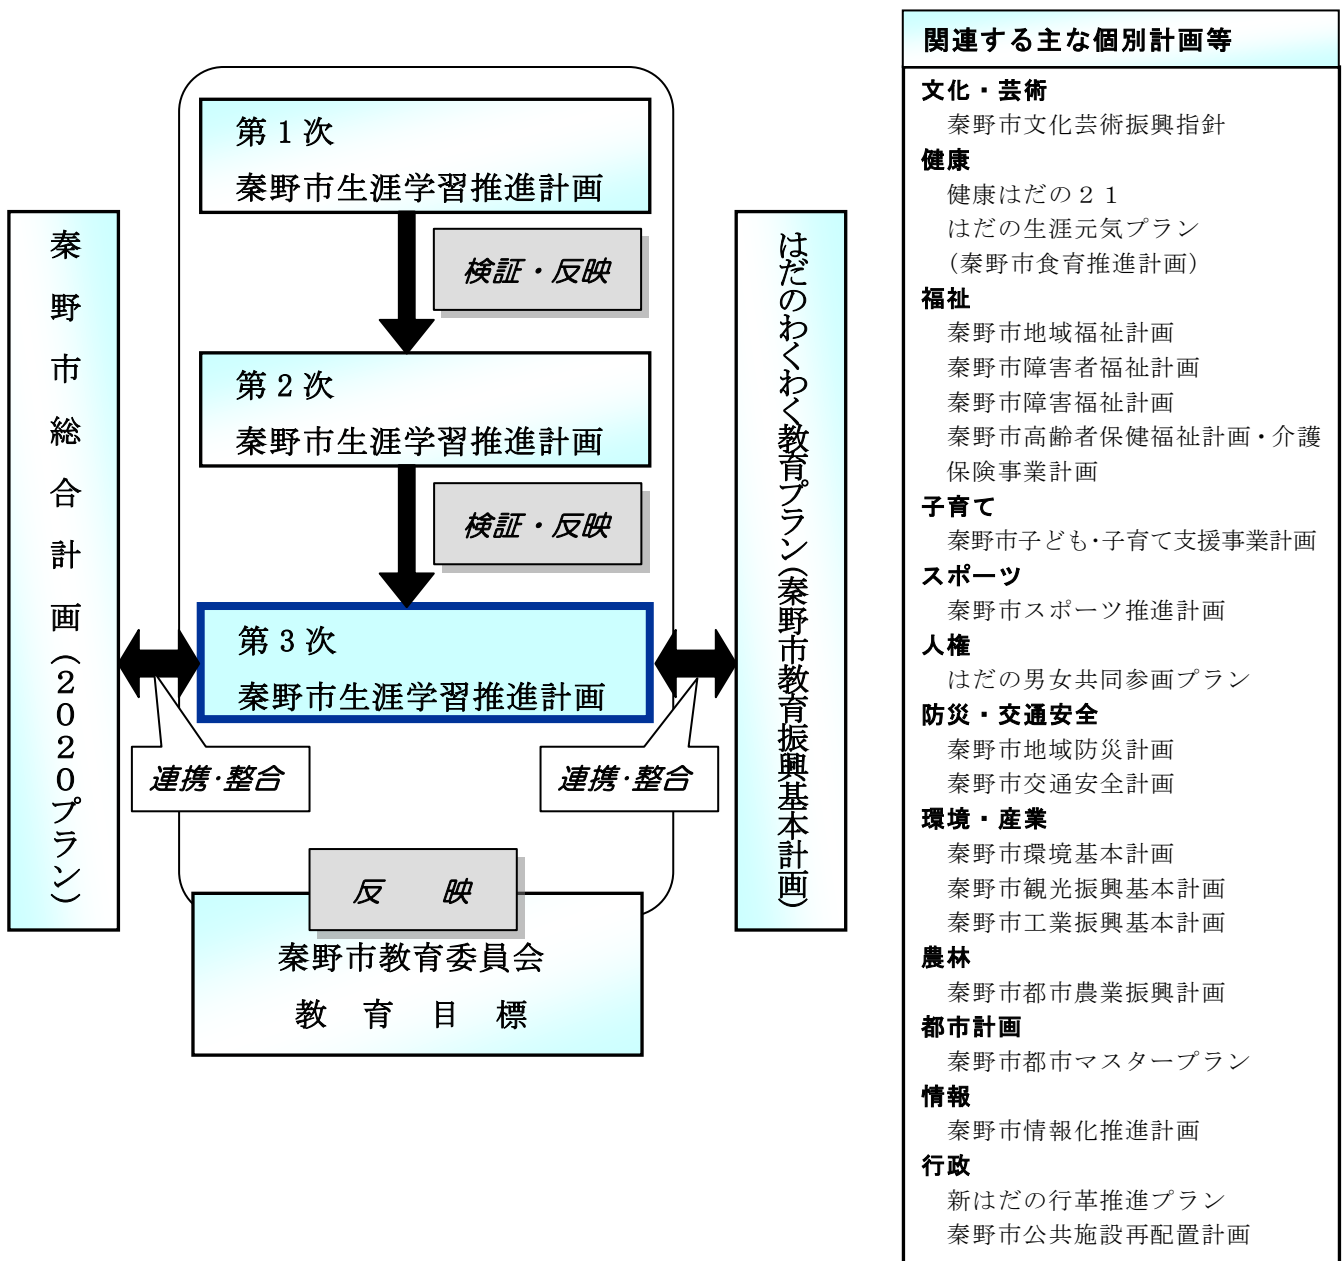 秦野市総合計画（２０２０プラン）
第１次
秦野市生涯学習推進計画
検証・反映
第２次
秦野市生涯学習推進計画
検証・反映
第３次
秦野市生涯学習推進計画
連携・整合
連携・整合
反　映
秦野市教育委員会
教　育　目　標
はだのわくわく教育プラン（秦野市教育振興基本計画）
関連する主な個別計画等
文化・芸術
秦野市文化芸術振興指針
健康
健康はだの２１
はだの生涯元気プラン
（秦野市食育推進計画）
福祉
秦野市地域福祉計画
秦野市障害者福祉計画
秦野市障害福祉計画
秦野市高齢者保健福祉計画・介護
保険事業計画
子育て
秦野市子ども・子育て支援事業計画
スポーツ
秦野市スポーツ推進計画
人権
はだの男女共同参画プラン
防災・交通安全
秦野市地域防災計画
秦野市交通安全計画
環境・産業
秦野市環境基本計画
秦野市観光振興基本計画
秦野市工業振興基本計画
農林
秦野市都市農業振興計画
都市計画
秦野市都市マスタープラン
情報
秦野市情報化推進計画
行政
新はだの行革推進プラン
秦野市公共施設再配置計画